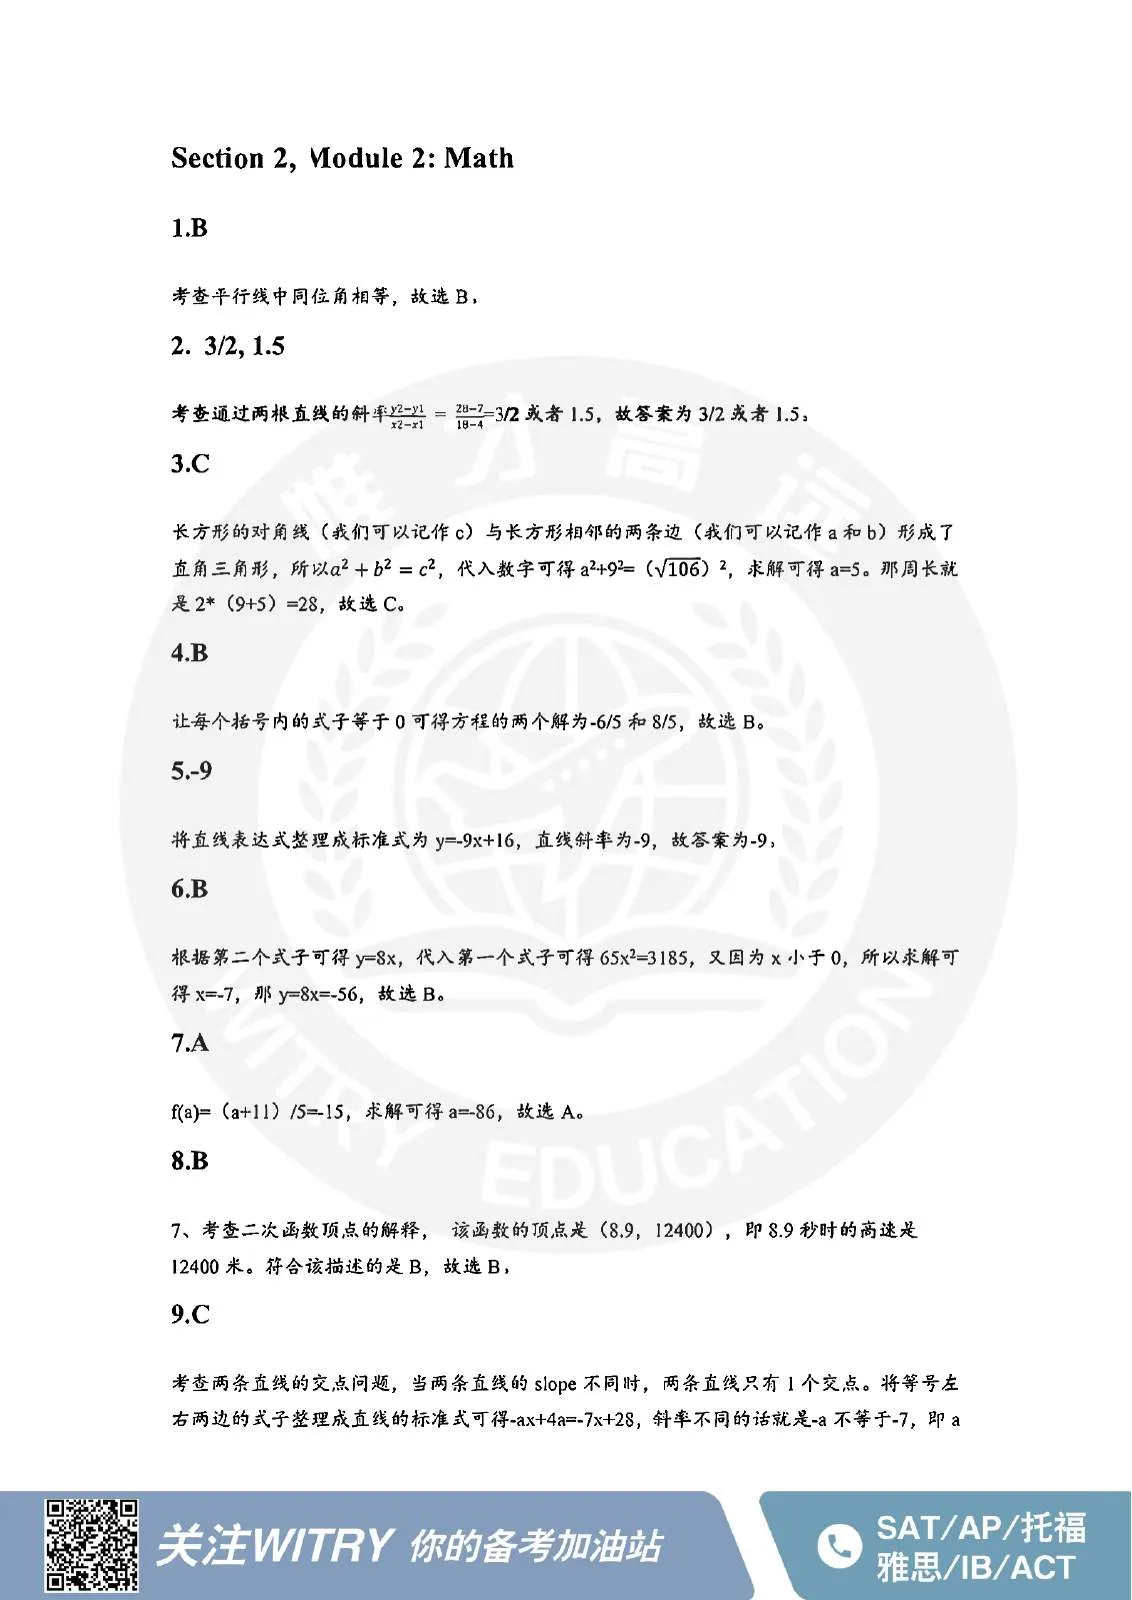 Section 2, Module 2: Math
1.B
考查平行线中同位角相等，故选 B。
2. 3/2, 1.5
考查通过两根直线的斜率 y2−y1/x2−x1 = 28−7/18−4=3/2 或者 1.5，故答案为 3/2 或者 1.5。
3.C
长方形的对角线（我们可以记作 c）与长方形相邻的两条边（我们可以记作 a 和 b）形成了
直角三角形，所以a² + b² = c²，代入数字可得 a²+9²=（√106）²，求解可得 a=5。那周长就
是 2*（9+5）=28，故选 C。
4.B
让每个括号内的式子等于 0 可得方程的两个解为-6/5 和 8/5，故选 B。
5.-9
将直线表达式整理成标准式为 y=-9x+16，直线斜率为-9，故答案为-9。
6.B
根据第二个式子可得 y=8x，代入第一个式子可得 65x²=3185，又因为 x 小于 0，所以求解可
得 x=-7，那 y=8x=-56，故选 B。
7.A
f(a)=（a+11）/5=-15，求解可得 a=-86，故选 A。
8.B
7、考查二次函数顶点的解释， 该函数的顶点是（8.9，12400），即 8.9 秒时的高速是
12400 米。符合该描述的是 B，故选 B。
9.C
考查两条直线的交点问题，当两条直线的 slope 不同时，两条直线只有 1 个交点。将等号左
右两边的式子整理成直线的标准式可得-ax+4a=-7x+28，斜率不同的话就是-a 不等于-7，即 a
惟力高远
WITRY EDUCATION
关注WITRY 你的备考加油站
SAT/AP/托福
雅思/IB/ACT